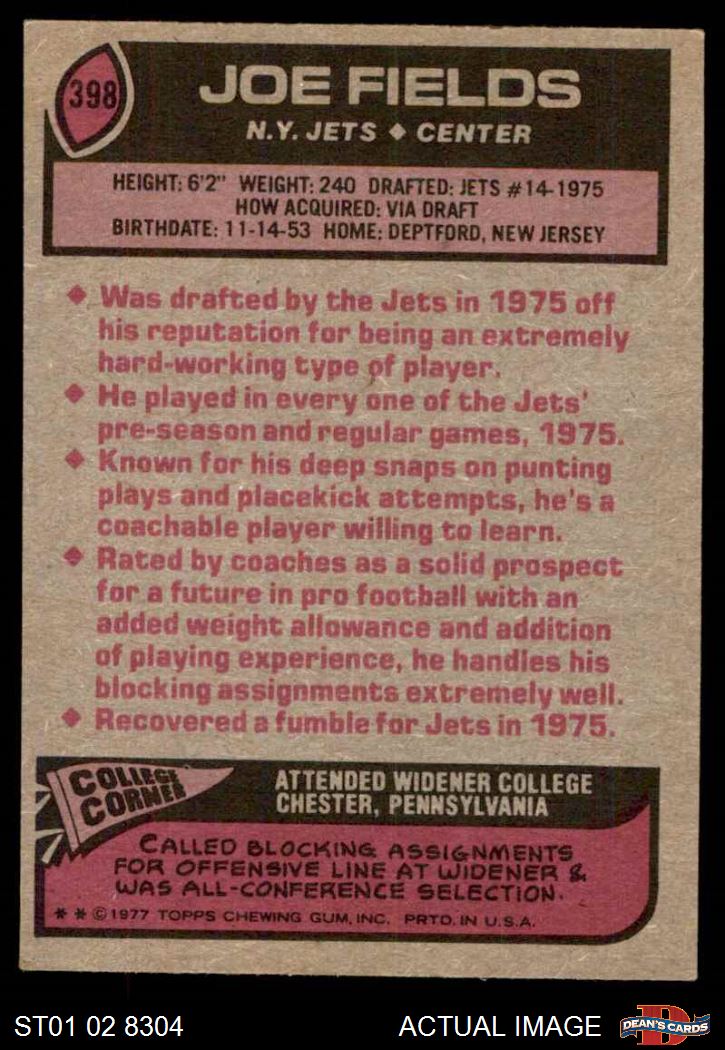 398
JOE FIELDS
N.Y. JETS ♦ CENTER
HEIGHT: 6'2" WEIGHT: 240 DRAFTED: JETS #14-1975
HOW ACQUIRED: VIA DRAFT
BIRTHDATE: 11-14-53 HOME: DEPTFORD, NEW JERSEY
♦ Was drafted by the Jets in 1975 off
his reputation for being an extremely
hard-working type of player.
♦ He played in every one of the Jets'
pre-season and regular games, 1975.
♦ Known for his deep snaps on punting
plays and placekick attempts, he's a
coachable player willing to learn.
♦ Rated by coaches as a solid prospect
for a future in pro football with an
added weight allowance and addition
of playing experience, he handles his
blocking assignments extremely well.
♦ Recovered a fumble for Jets in 1975.
COLLEGE
CORNER
ATTENDED WIDENER COLLEGE
CHESTER, PENNSYLVANIA
CALLED BLOCKING ASSIGNMENTS
FOR OFFENSIVE LINE AT WIDENER &
WAS ALL-CONFERENCE SELECTION.
* * © 1977 TOPPS CHEWING GUM, INC. PRTD. IN U.S.A.
ST01 02 8304
ACTUAL IMAGE
D
DEAN'S CARDS